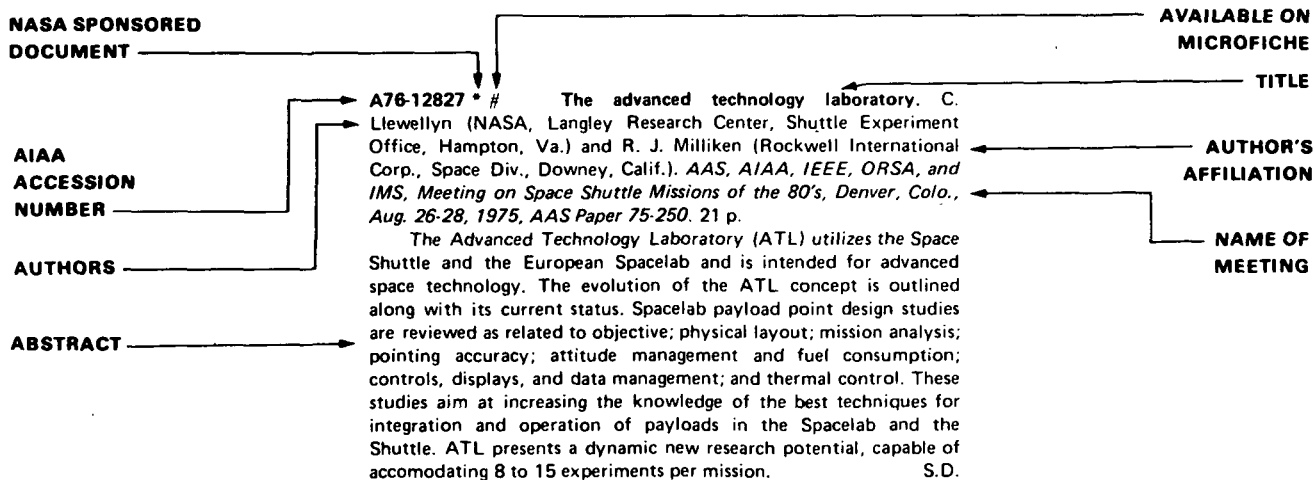 NASA SPONSORED
DOCUMENT
AVAILABLE ON
MICROFICHE
TITLE
AIAA
ACCESSION
NUMBER
AUTHORS
ABSTRACT
AUTHOR'S
AFFILIATION
NAME OF
MEETING
A76-12827 * # The advanced technology laboratory. C.
Llewellyn (NASA, Langley Research Center, Shuttle Experiment
Office, Hampton, Va.) and R. J. Milliken (Rockwell International
Corp., Space Div., Downey, Calif.). AAS, AIAA, IEEE, ORSA, and
IMS, Meeting on Space Shuttle Missions of the 80's, Denver, Colo.,
Aug. 26-28, 1975, AAS Paper 75-250. 21 p.
The Advanced Technology Laboratory (ATL) utilizes the Space
Shuttle and the European Spacelab and is intended for advanced
space technology. The evolution of the ATL concept is outlined
along with its current status. Spacelab payload point design studies
are reviewed as related to objective; physical layout; mission analysis;
pointing accuracy; attitude management and fuel consumption;
controls, displays, and data management; and thermal control. These
studies aim at increasing the knowledge of the best techniques for
integration and operation of payloads in the Spacelab and the
Shuttle. ATL presents a dynamic new research potential, capable of
accomodating 8 to 15 experiments per mission. S.D.